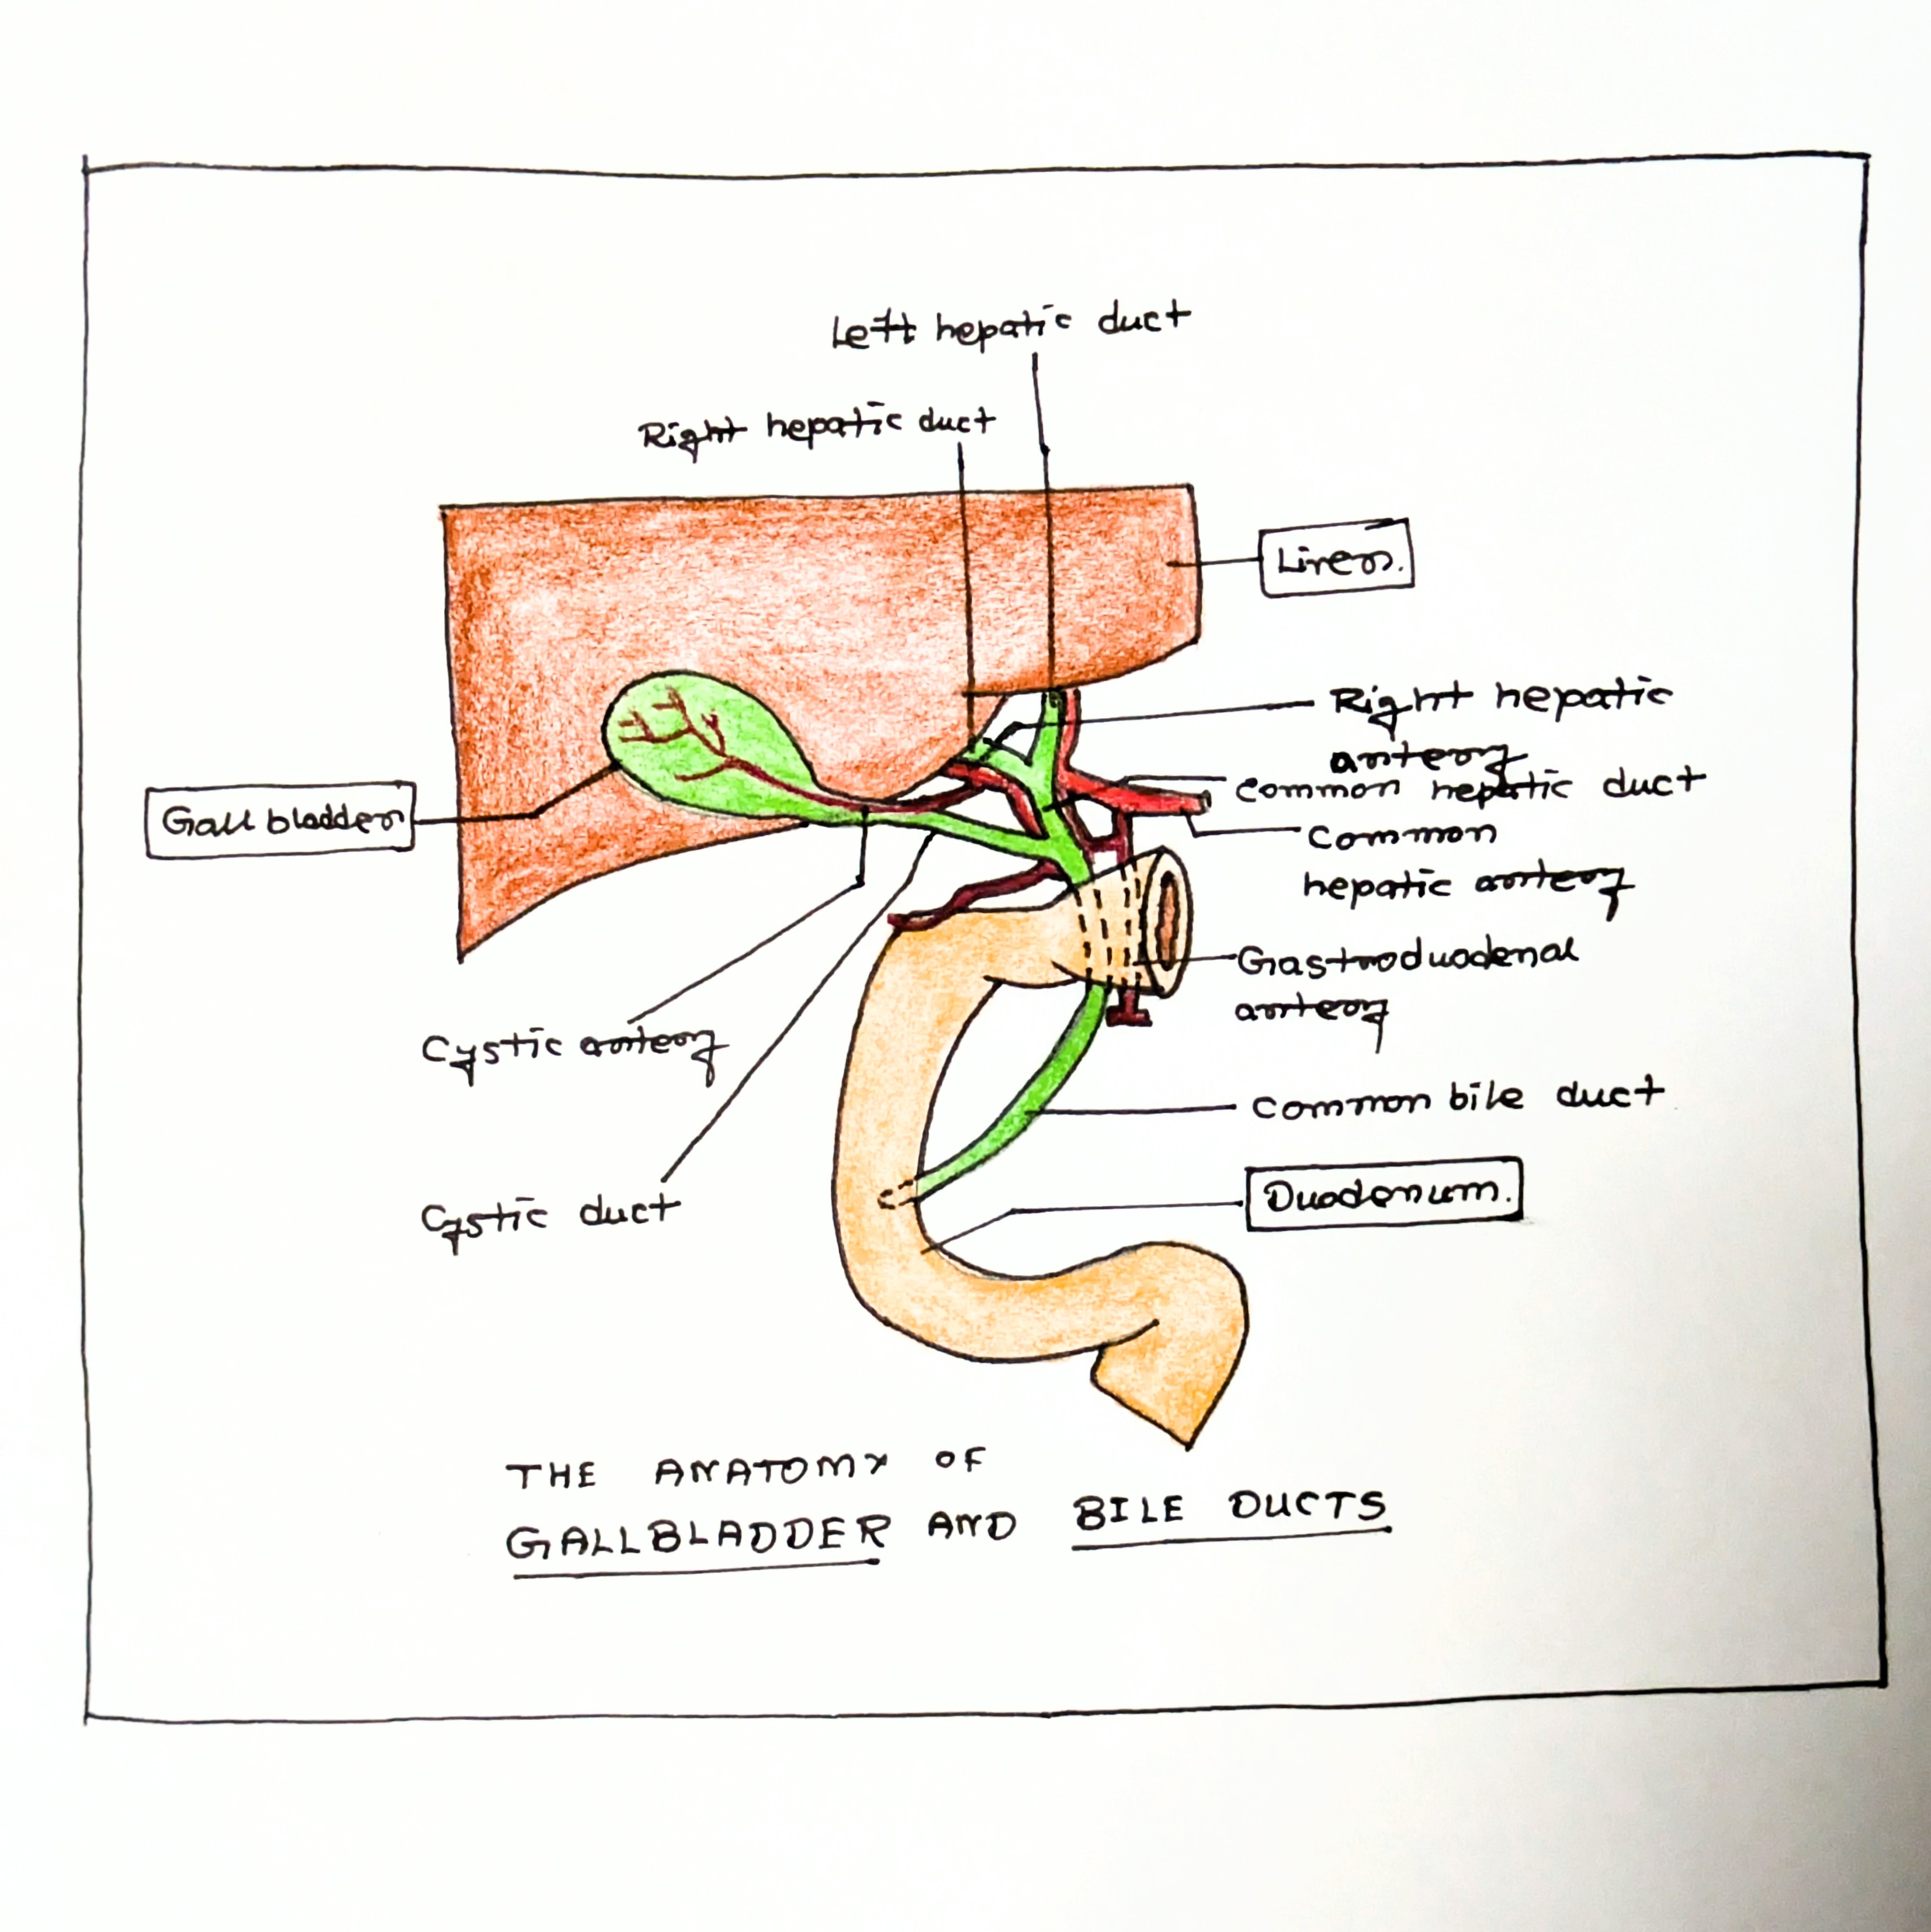 Left hepatic duct
Right hepatic duct
Liver.
Right hepatic
artery
Common hepatic duct
Gall bladder
Common
hepatic artery
Gastroduodenal
artery
Cystic artery
Common bile duct
Duodenum.
Cystic duct
THE ANATOMY OF
GALLBLADDER AND BILE DUCTS